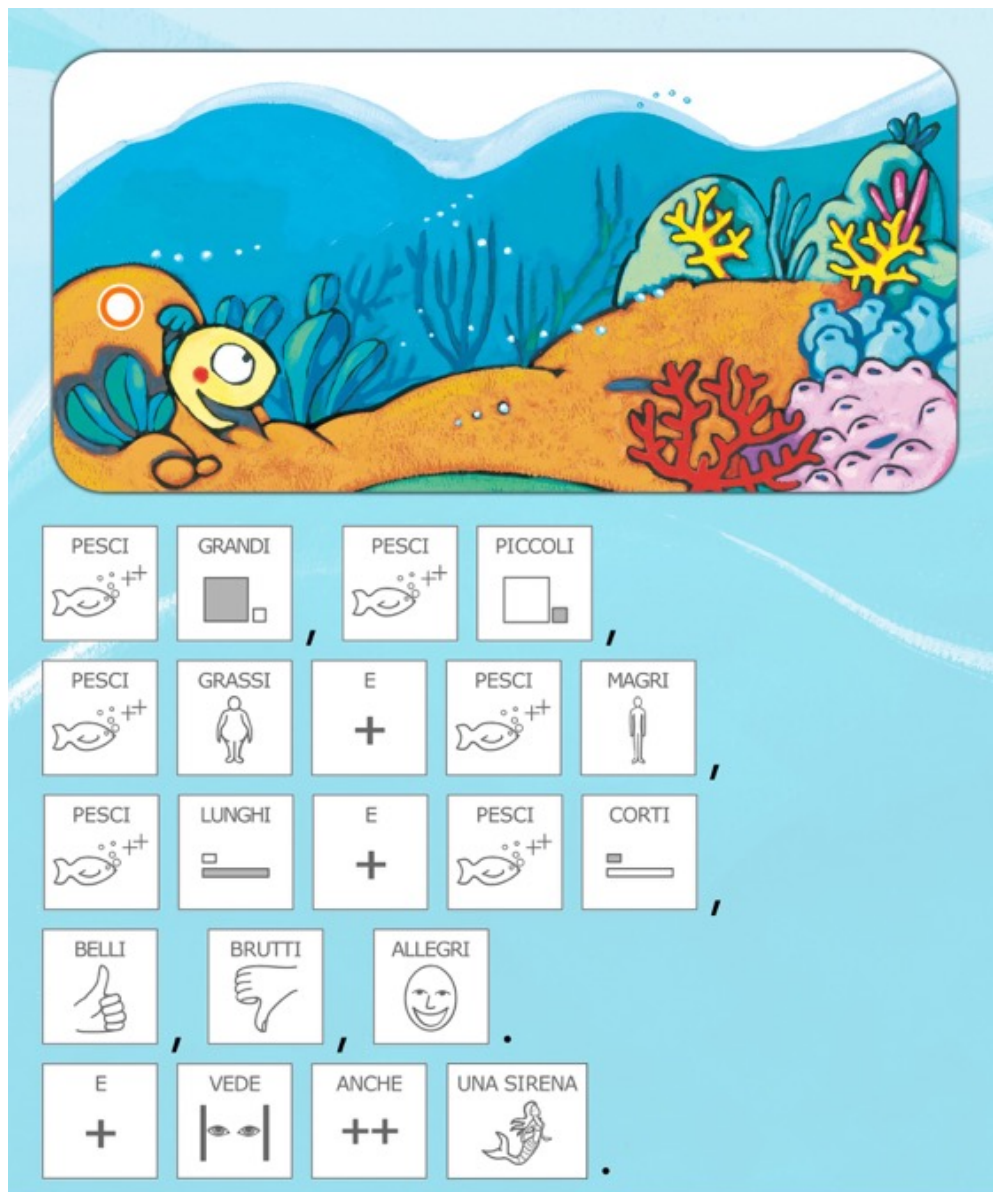 PESCI GRANDI, PESCI PICCOLI,
PESCI GRASSI E PESCI MAGRI,
PESCI LUNGHI E PESCI CORTI,
BELLI, BRUTTI, ALLEGRI.
E VEDE ANCHE UNA SIRENA.